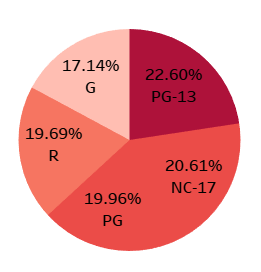 17.14%
G
22.60%
PG-13
19.69%
R
20.61%
NC-17
19.96%
PG